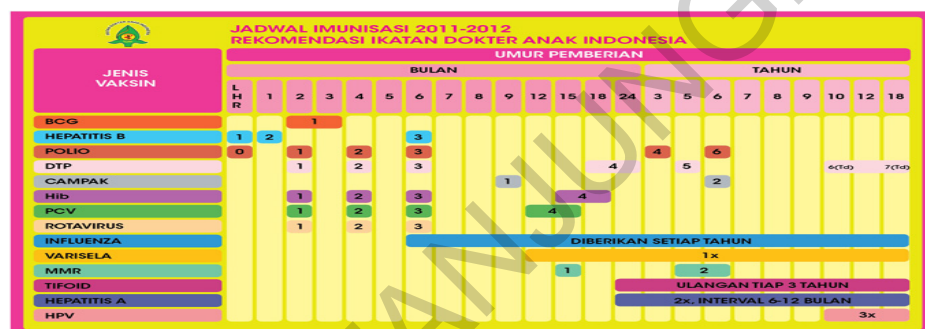 JADWAL IMUNISASI 2011-2012
REKOMENDASI IKATAN DOKTER ANAK INDONESIA
JENIS VAKSIN
UMUR PEMBERIAN
BULAN TAHUN
LHR 1 2 3 4 5 6 7 8 9 12 15 18 24 3 5 6 7 8 9 10 12 18
BCG 1
HEPATITIS B 1 2 3
POLIO 0 1 2 3 4 6
DTP 1 2 3 4 5 6(Td) 7(Td)
CAMPAK 1 2
Hib 1 2 3 4
PCV 1 2 3 4
ROTAVIRUS 1 2 3
INFLUENZA DIBERIKAN SETIAP TAHUN
VARISELA 1x
MMR 1 2
TIFOID ULANGAN TIAP 3 TAHUN
HEPATITIS A 2x, INTERVAL 6-12 BULAN
HPV 3x
TANJUNG